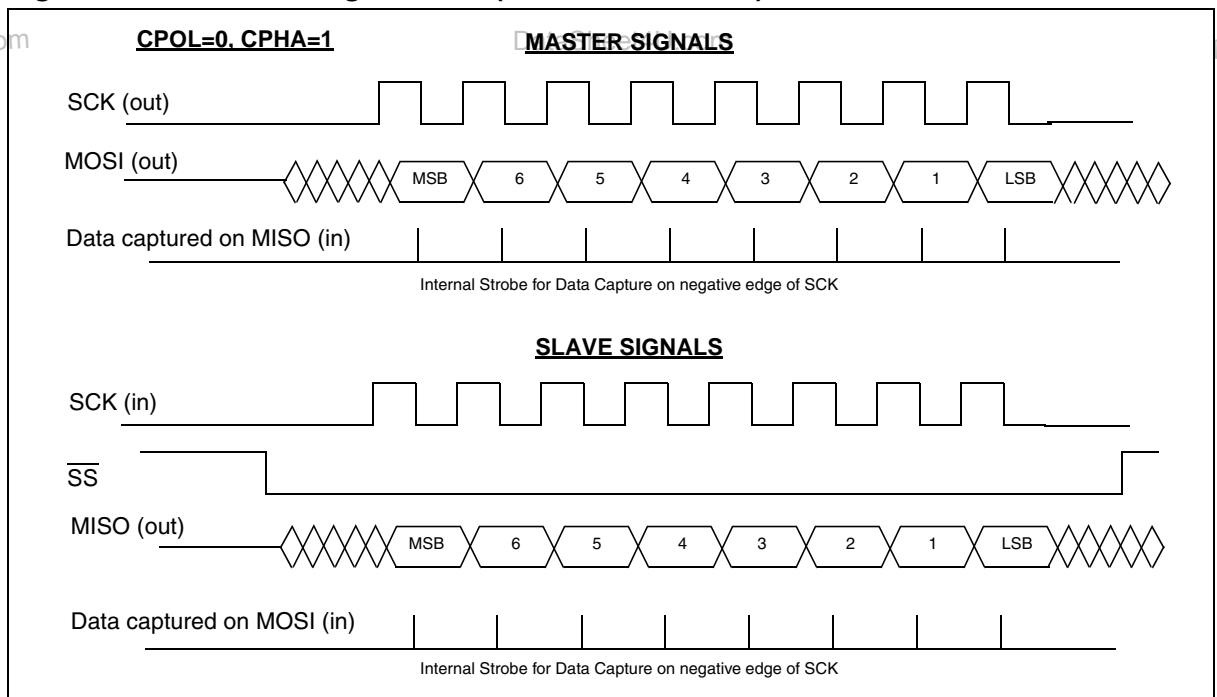 CPOL=0, CPHA=1
MASTER SIGNALS
SCK (out)
MOSI (out)
MSB 6 5 4 3 2 1 LSB
Data captured on MISO (in)
Internal Strobe for Data Capture on negative edge of SCK
SLAVE SIGNALS
SCK (in)
SS
MISO (out)
MSB 6 5 4 3 2 1 LSB
Data captured on MOSI (in)
Internal Strobe for Data Capture on negative edge of SCK